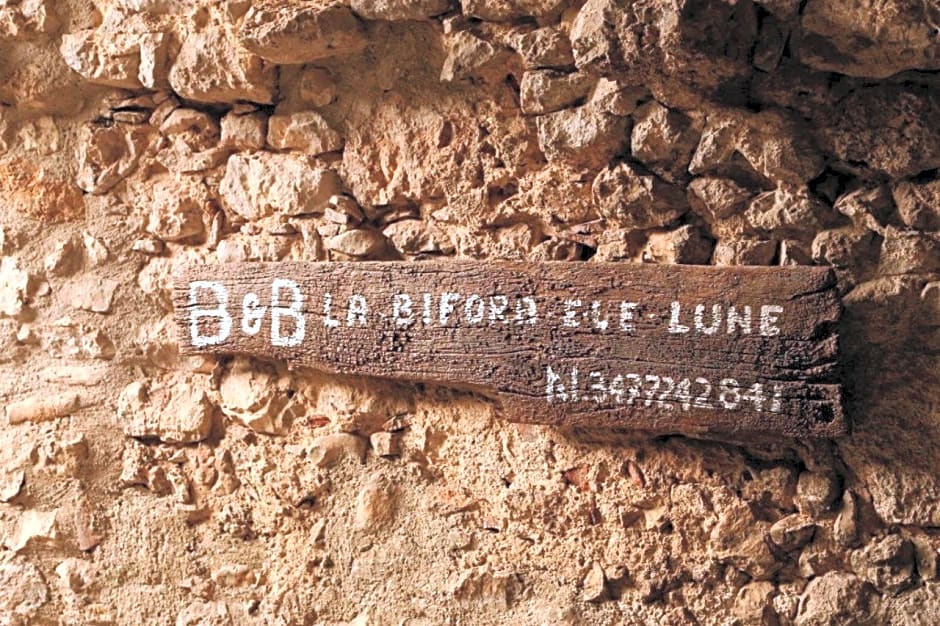 B&B LA BIFORA E LE LUNE
N. 3437242841